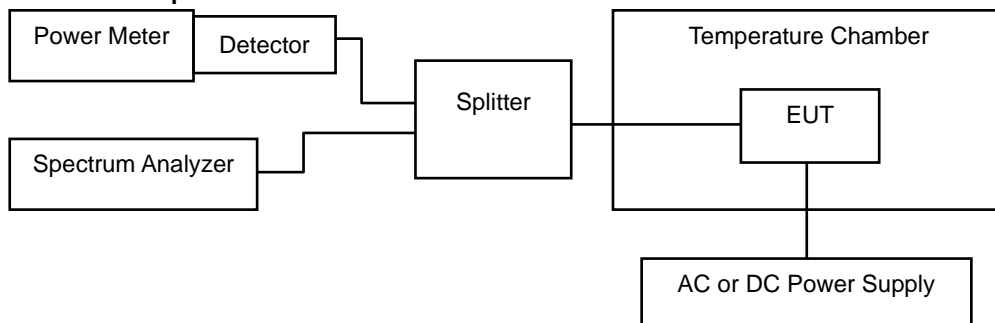 Power Meter
Detector
Temperature Chamber
Splitter
EUT
Spectrum Analyzer
AC or DC Power Supply